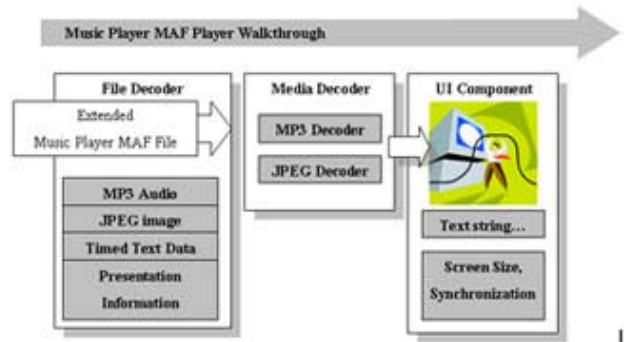 Music Player MAF Player Walkthrough
File Decoder
Extended
Music Player MAF File
MP3 Audio
JPEG image
Timed Text Data
Presentation
Information
Media Decoder
MP3 Decoder
JPEG Decoder
UI Component
Text string...
Screen Size,
Synchronization